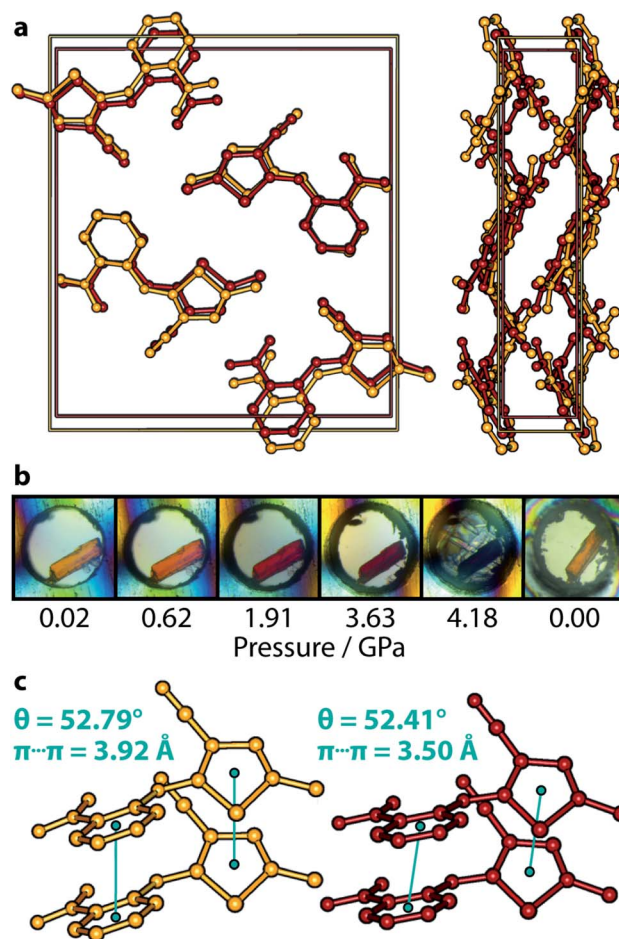 a
b
0.02 0.62 1.91 3.63 4.18 0.00
Pressure / GPa
c
θ = 52.79° θ = 52.41°
π···π = 3.92 Å π···π = 3.50 Å